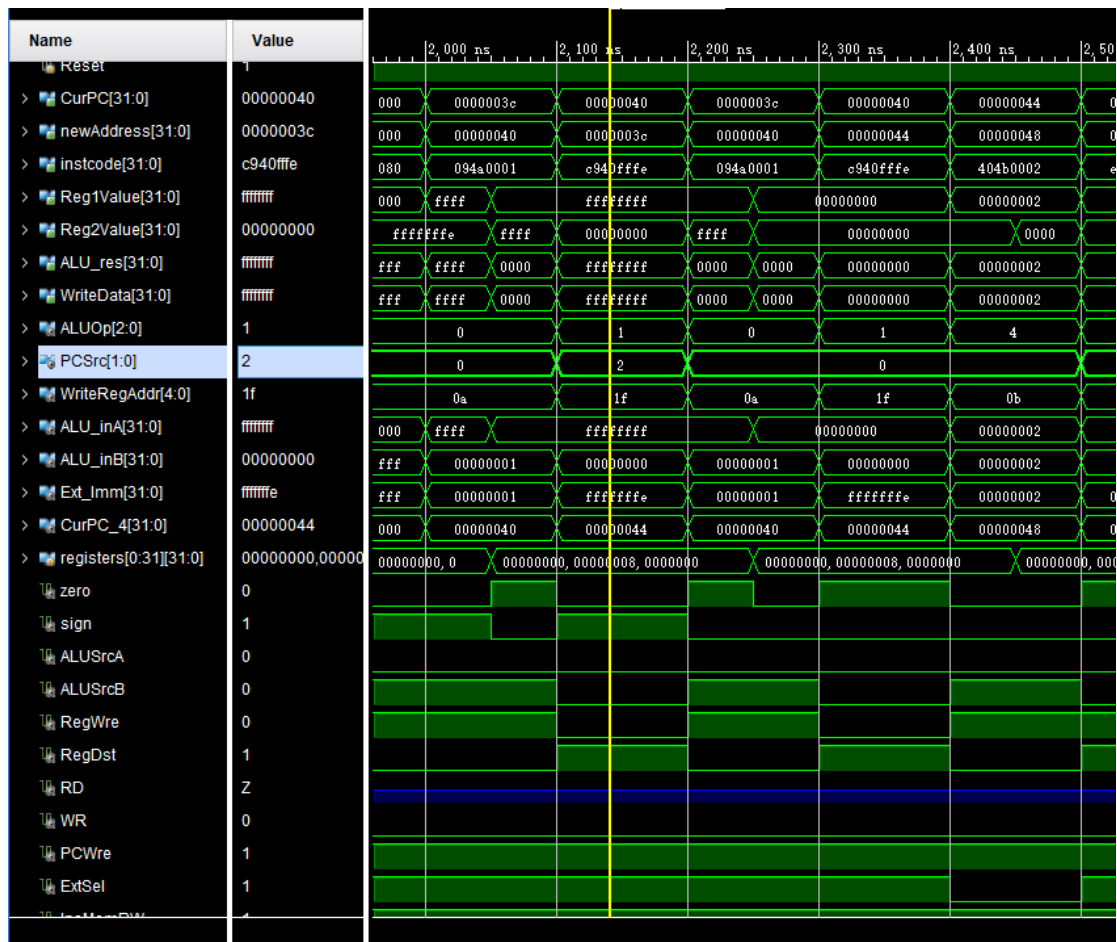 Name Value
2,000 ns 2,100 ns 2,200 ns 2,300 ns 2,400 ns 2,50
Reset 1
> CurPC[31:0] 00000040 000 0000003c 00000040 0000003c 00000040 00000044 0
> newAddress[31:0] 0000003c 000 00000040 0000003c 00000040 00000044 00000048 0
> instcode[31:0] c940fffe 080 094a0001 c940fffe 094a0001 c940fffe 404b0002 e
> Reg1Value[31:0] ffffffff 000 ffff ffffffff 00000000 00000002
> Reg2Value[31:0] 00000000 fffffffe ffff 00000000 ffff 00000000 0000
> ALU_res[31:0] ffffffff fff ffff 0000 ffffffff 0000 0000 00000000 00000002
> WriteData[31:0] ffffffff fff ffff 0000 ffffffff 0000 0000 00000000 00000002
> ALUOp[2:0] 1 0 1 0 1 4
> PCSrc[1:0] 2 0 2 0
> WriteRegAddr[4:0] 1f 0a 1f 0a 1f 0b
> ALU_inA[31:0] ffffffff 000 ffff ffffffff 00000000 00000002
> ALU_inB[31:0] 00000000 fff 00000001 00000000 00000001 00000000 00000002
> Ext_Imm[31:0] fffffffe fff 00000001 fffffffe 00000001 fffffffe 00000002 0
> CurPC_4[31:0] 00000044 000 00000040 00000044 00000040 00000044 00000048 0
> registers[0:31][31:0] 00000000,00000 00000000,0 00000000,00000008,0000000 00000000,00000008,0000000 00000000,000
zero 0
sign 1
ALUSrcA 0
ALUSrcB 0
RegWre 0
RegDst 1
RD Z
WR 0
PCWre 1
ExtSel 1